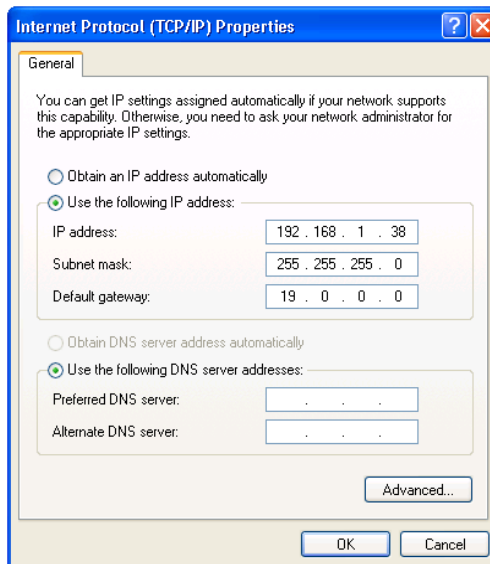 Internet Protocol (TCP/IP) Properties
General
You can get IP settings assigned automatically if your network supports
this capability. Otherwise, you need to ask your network administrator for
the appropriate IP settings.
Obtain an IP address automatically
Use the following IP address:
IP address: 192 . 168 . 1 . 38
Subnet mask: 255 . 255 . 255 . 0
Default gateway: 19 . 0 . 0 . 0
Obtain DNS server address automatically
Use the following DNS server addresses:
Preferred DNS server: . . .
Alternate DNS server: . . .
Advanced...
OK Cancel